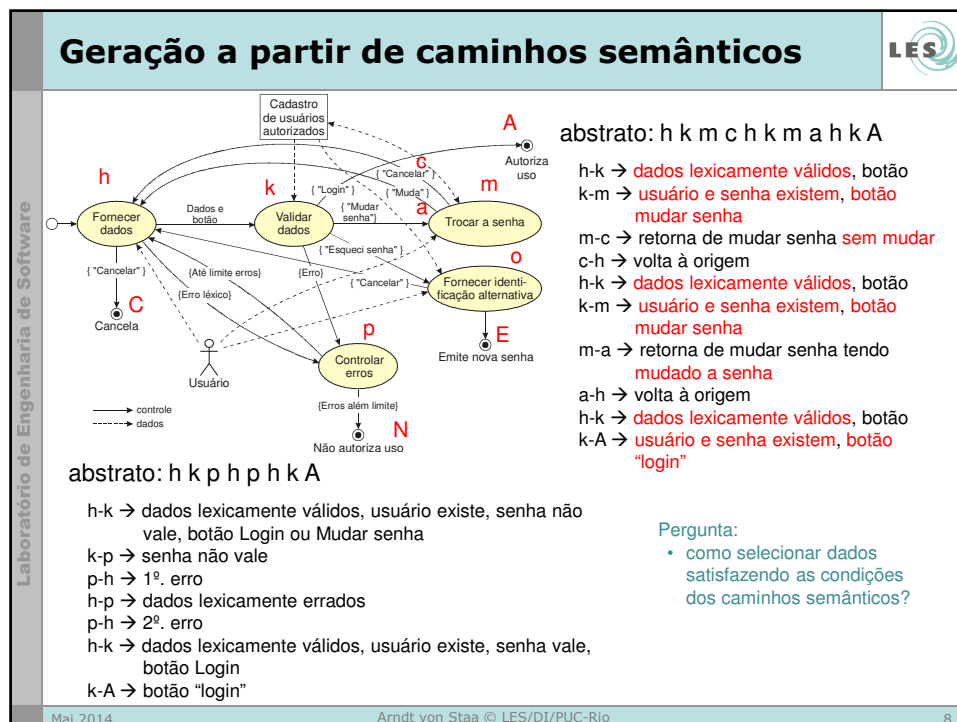 Geração a partir de caminhos semânticos
LES
Laboratório de Engenharia de Software
Cadastro
de usuários
autorizados
A
Autoriza
uso
h
k
c
m
a
{ "Cancelar" }
{ "Login" }
{ "Muda" }
Fornecer
dados
Dados e
botão
Validar
dados
{ "Mudar
senha"}
Trocar a senha
{ "Esqueci senha" }
o
{ "Cancelar" }
{Até limite erros}
{Erro}
{ "Cancelar" }
Fornecer identi-
ficação alternativa
{Erro léxico}
C
Cancela
p
E
Emite nova senha
Usuário
Controlar
erros
controle
dados
{Erros além limite}
N
Não autoriza uso
abstrato: h k m c h k m a h k A
h-k → dados lexicamente válidos, botão
k-m → usuário e senha existem, botão
mudar senha
m-c → retorna de mudar senha sem mudar
c-h → volta à origem
h-k → dados lexicamente válidos, botão
k-m → usuário e senha existem, botão
mudar senha
m-a → retorna de mudar senha tendo
mudado a senha
a-h → volta à origem
h-k → dados lexicamente válidos, botão
k-A → usuário e senha existem, botão
“login”
abstrato: h k p h p h k A
h-k → dados lexicamente válidos, usuário existe, senha não
vale, botão Login ou Mudar senha
k-p → senha não vale
p-h → 1º. erro
h-p → dados lexicamente errados
p-h → 2º. erro
h-k → dados lexicamente válidos, usuário existe, senha vale,
botão Login
k-A → botão “login”
Pergunta:
• como selecionar dados
satisfazendo as condições
dos caminhos semânticos?
Mai 2014
Arndt von Staa © LES/DI/PUC-Rio
8